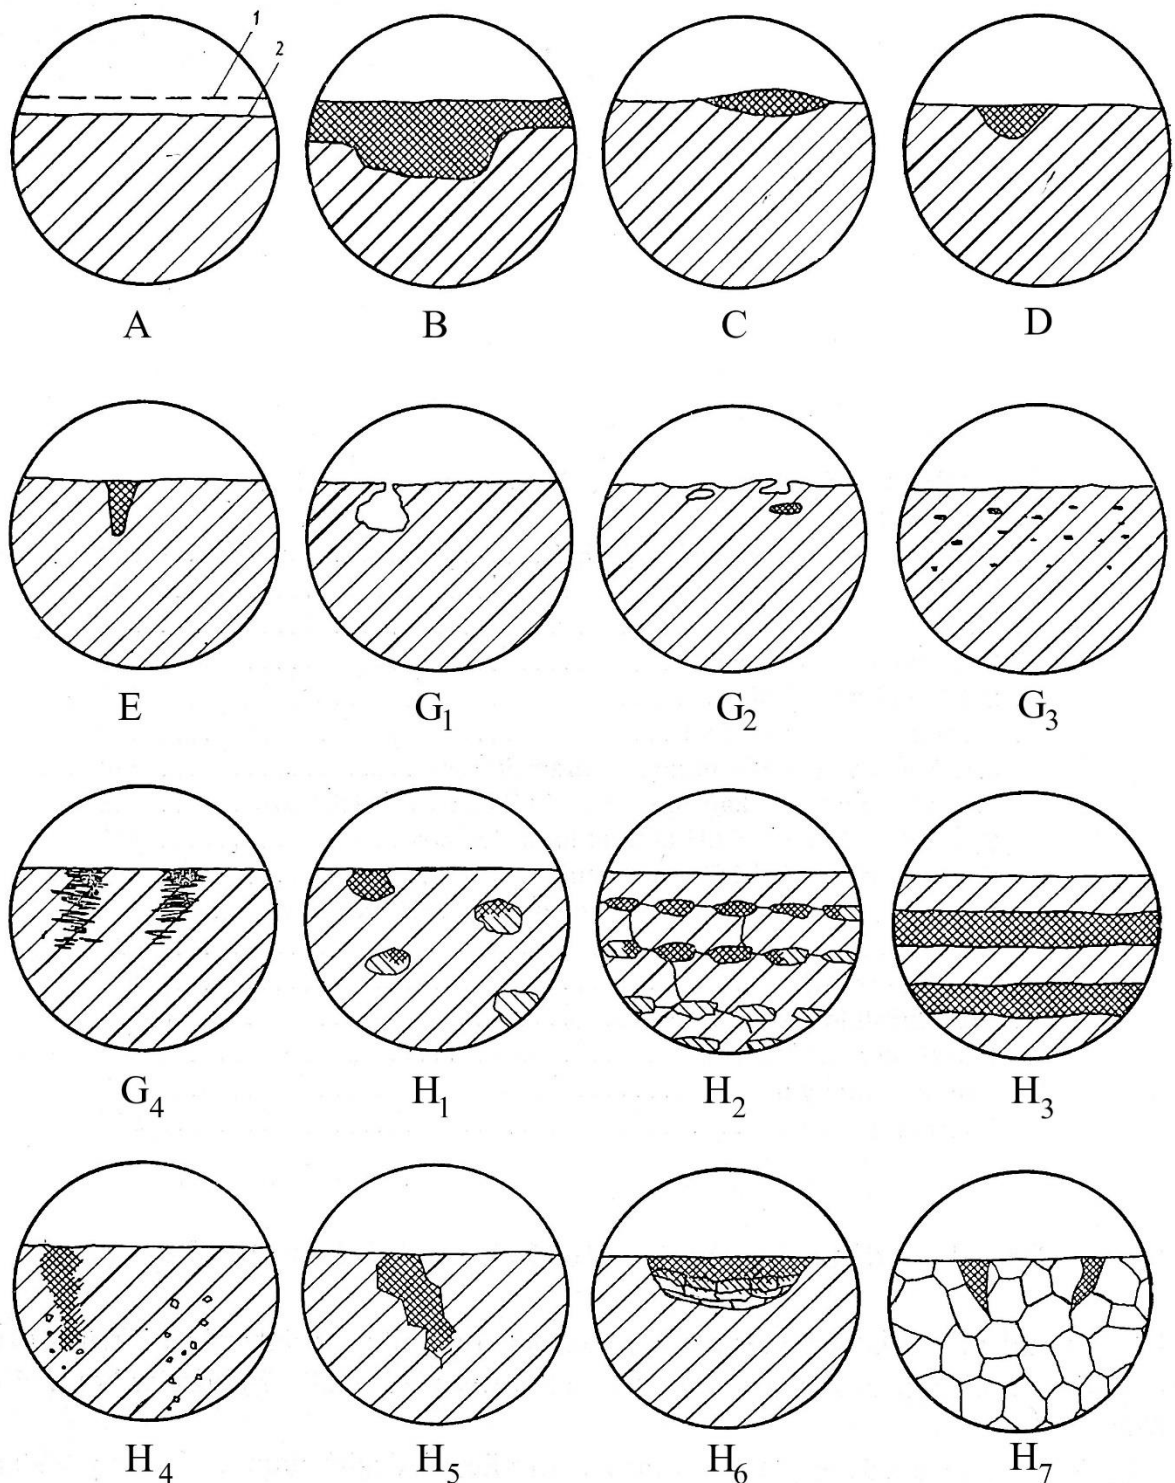 1
2
A B C D
E G₁ G₂ G₃
G₄ H₁ H₂ H₃
H₄ H₅ H₆ H₇